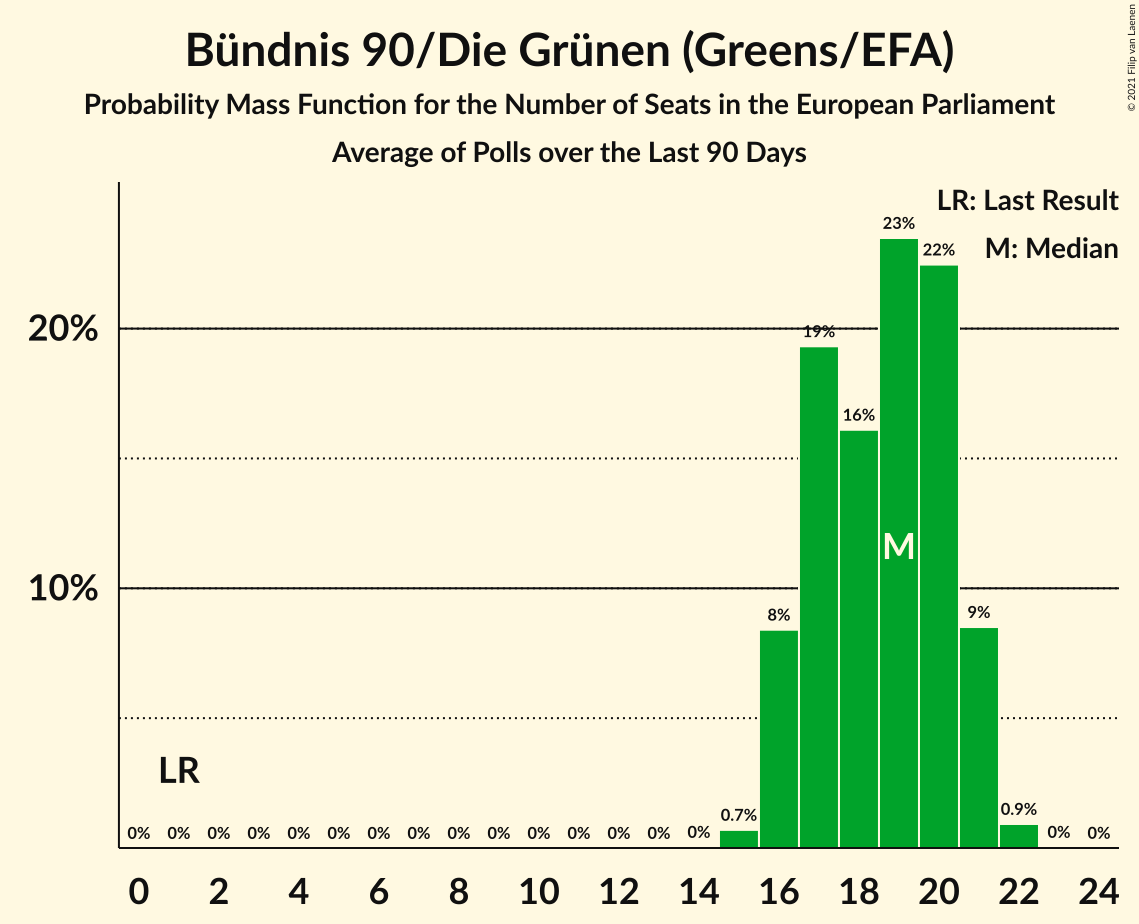 Bündnis 90/Die Grünen (Greens/EFA)
Probability Mass Function for the Number of Seats in the European Parliament
Average of Polls over the Last 90 Days
© 2021 Filip van Laenen
LR: Last Result
M: Median
23%
22%
20%
19%
16%
M
10%
8%
9%
LR
0.7%
0.9%
0% 0% 0% 0% 0% 0% 0% 0% 0% 0% 0% 0% 0% 0% 0% 0% 0%
0 2 4 6 8 10 12 14 16 18 20 22 24